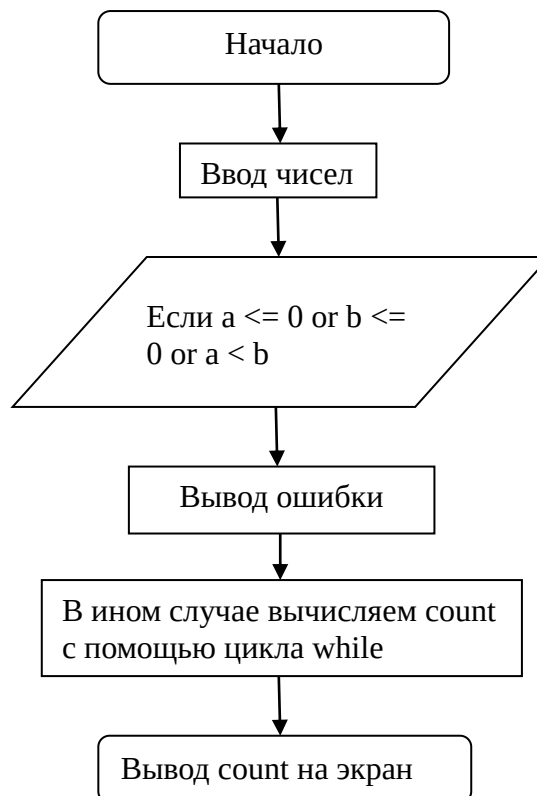 Начало
Ввод чисел
Если a <= 0 or b <=
0 or a < b
Вывод ошибки
В ином случае вычисляем count
с помощью цикла while
Вывод count на экран